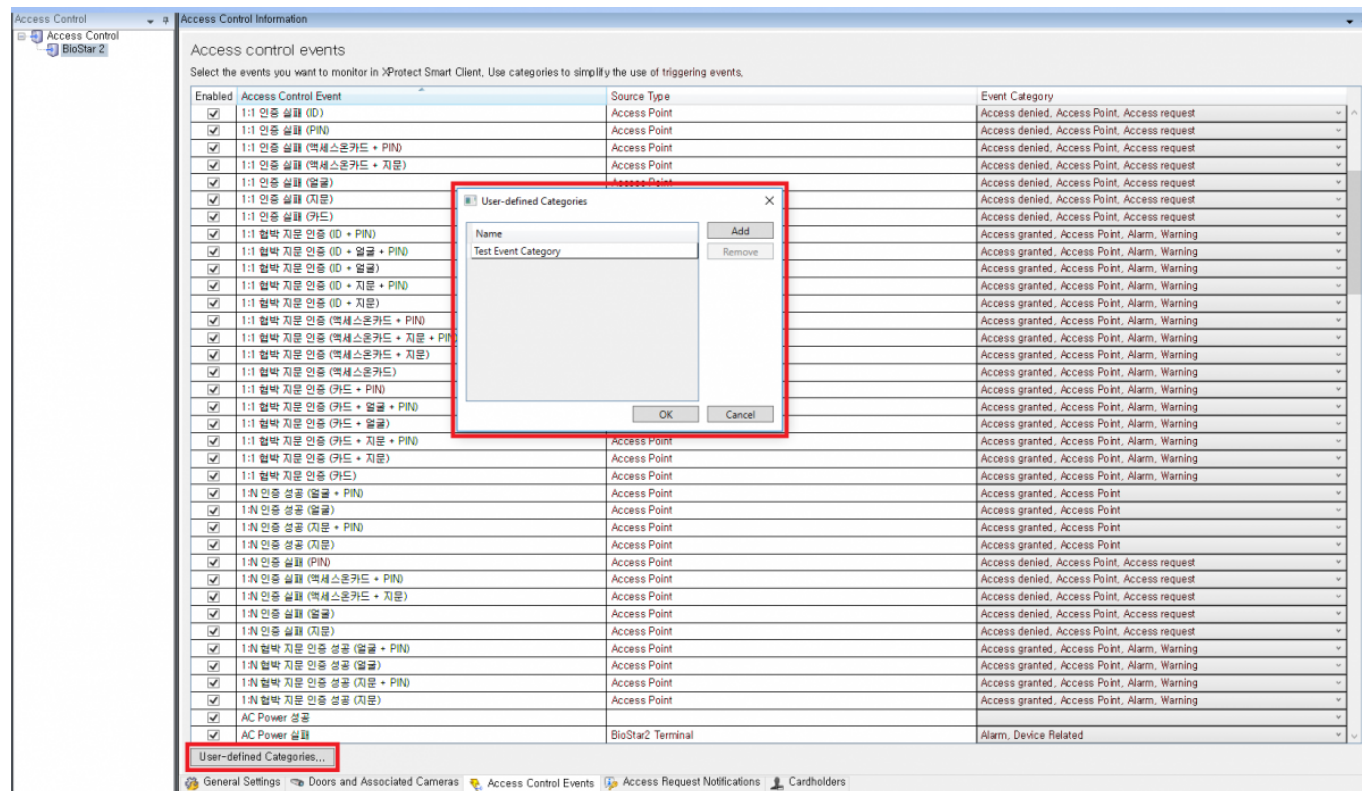 Access Control
Access Control Information
Access Control
BioStar 2
Access control events
Select the events you want to monitor in XProtect Smart Client, Use categories to simplify the use of triggering events,
Enabled Access Control Event Source Type Event Category
1:1 인증 실패 (ID) Access Point Access denied, Access Point, Access request
1:1 인증 실패 (PIN) Access Point Access denied, Access Point, Access request
1:1 인증 실패 (액세스온카드 + PIN) Access Point Access denied, Access Point, Access request
1:1 인증 실패 (액세스온카드 + 지문) Access Point Access denied, Access Point, Access request
1:1 인증 실패 (얼굴) Access Point Access denied, Access Point, Access request
1:1 인증 실패 (지문) Access denied, Access Point, Access request
1:1 인증 실패 (카드) Access denied, Access Point, Access request
1:1 협박 지문 인증 (ID + PIN) Access granted, Access Point, Alarm, Warning
1:1 협박 지문 인증 (ID + 얼굴 + PIN) Access granted, Access Point, Alarm, Warning
1:1 협박 지문 인증 (ID + 얼굴) Access granted, Access Point, Alarm, Warning
1:1 협박 지문 인증 (ID + 지문 + PIN) Access granted, Access Point, Alarm, Warning
1:1 협박 지문 인증 (ID + 지문) Access granted, Access Point, Alarm, Warning
1:1 협박 지문 인증 (액세스온카드 + PIN) Access granted, Access Point, Alarm, Warning
1:1 협박 지문 인증 (액세스온카드 + 지문 + PIN) Access granted, Access Point, Alarm, Warning
1:1 협박 지문 인증 (액세스온카드 + 지문) Access granted, Access Point, Alarm, Warning
1:1 협박 지문 인증 (액세스온카드) Access granted, Access Point, Alarm, Warning
1:1 협박 지문 인증 (카드 + PIN) Access granted, Access Point, Alarm, Warning
1:1 협박 지문 인증 (카드 + 얼굴 + PIN) Access granted, Access Point, Alarm, Warning
1:1 협박 지문 인증 (카드 + 얼굴) Access granted, Access Point, Alarm, Warning
1:1 협박 지문 인증 (카드 + 지문 + PIN) Access Point Access granted, Access Point, Alarm, Warning
1:1 협박 지문 인증 (카드 + 지문) Access Point Access granted, Access Point, Alarm, Warning
1:1 협박 지문 인증 (카드) Access Point Access granted, Access Point, Alarm, Warning
1:N 인증 성공 (얼굴 + PIN) Access Point Access granted, Access Point
1:N 인증 성공 (얼굴) Access Point Access granted, Access Point
1:N 인증 성공 (지문 + PIN) Access Point Access granted, Access Point
1:N 인증 성공 (지문) Access Point Access granted, Access Point
1:N 인증 실패 (PIN) Access Point Access denied, Access Point, Access request
1:N 인증 실패 (액세스온카드 + PIN) Access Point Access denied, Access Point, Access request
1:N 인증 실패 (액세스온카드 + 지문) Access Point Access denied, Access Point, Access request
1:N 인증 실패 (얼굴) Access Point Access denied, Access Point, Access request
1:N 인증 실패 (지문) Access Point Access denied, Access Point, Access request
1:N 협박 지문 인증 성공 (얼굴 + PIN) Access Point Access granted, Access Point, Alarm, Warning
1:N 협박 지문 인증 성공 (얼굴) Access Point Access granted, Access Point, Alarm, Warning
1:N 협박 지문 인증 성공 (지문 + PIN) Access Point Access granted, Access Point, Alarm, Warning
1:N 협박 지문 인증 성공 (지문) Access Point Access granted, Access Point, Alarm, Warning
AC Power 성공
AC Power 실패 BioStar2 Terminal Alarm, Device Related
User-defined Categories
Name
Add
Test Event Category
Remove
OK Cancel
User-defined Categories...
General Settings Doors and Associated Cameras Access Control Events Access Request Notifications Cardholders